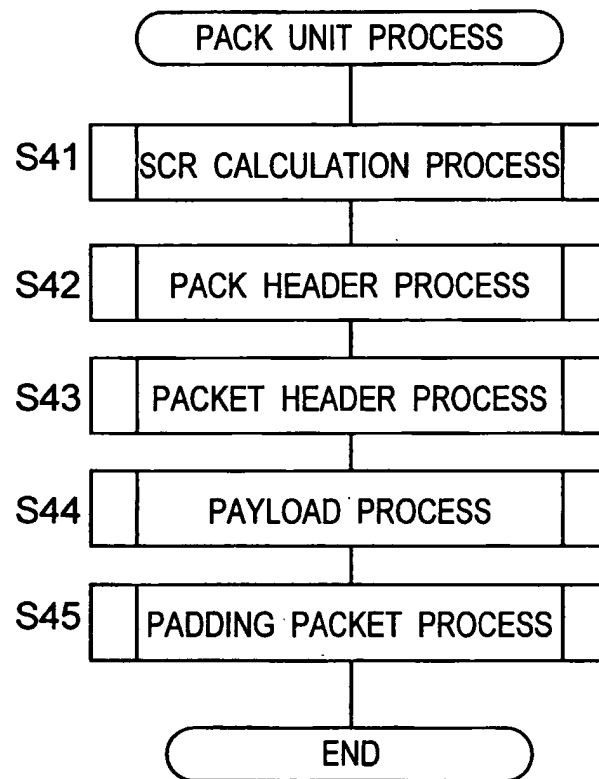 PACK UNIT PROCESS
S41 SCR CALCULATION PROCESS
S42 PACK HEADER PROCESS
S43 PACKET HEADER PROCESS
S44 PAYLOAD PROCESS
S45 PADDING PACKET PROCESS
END